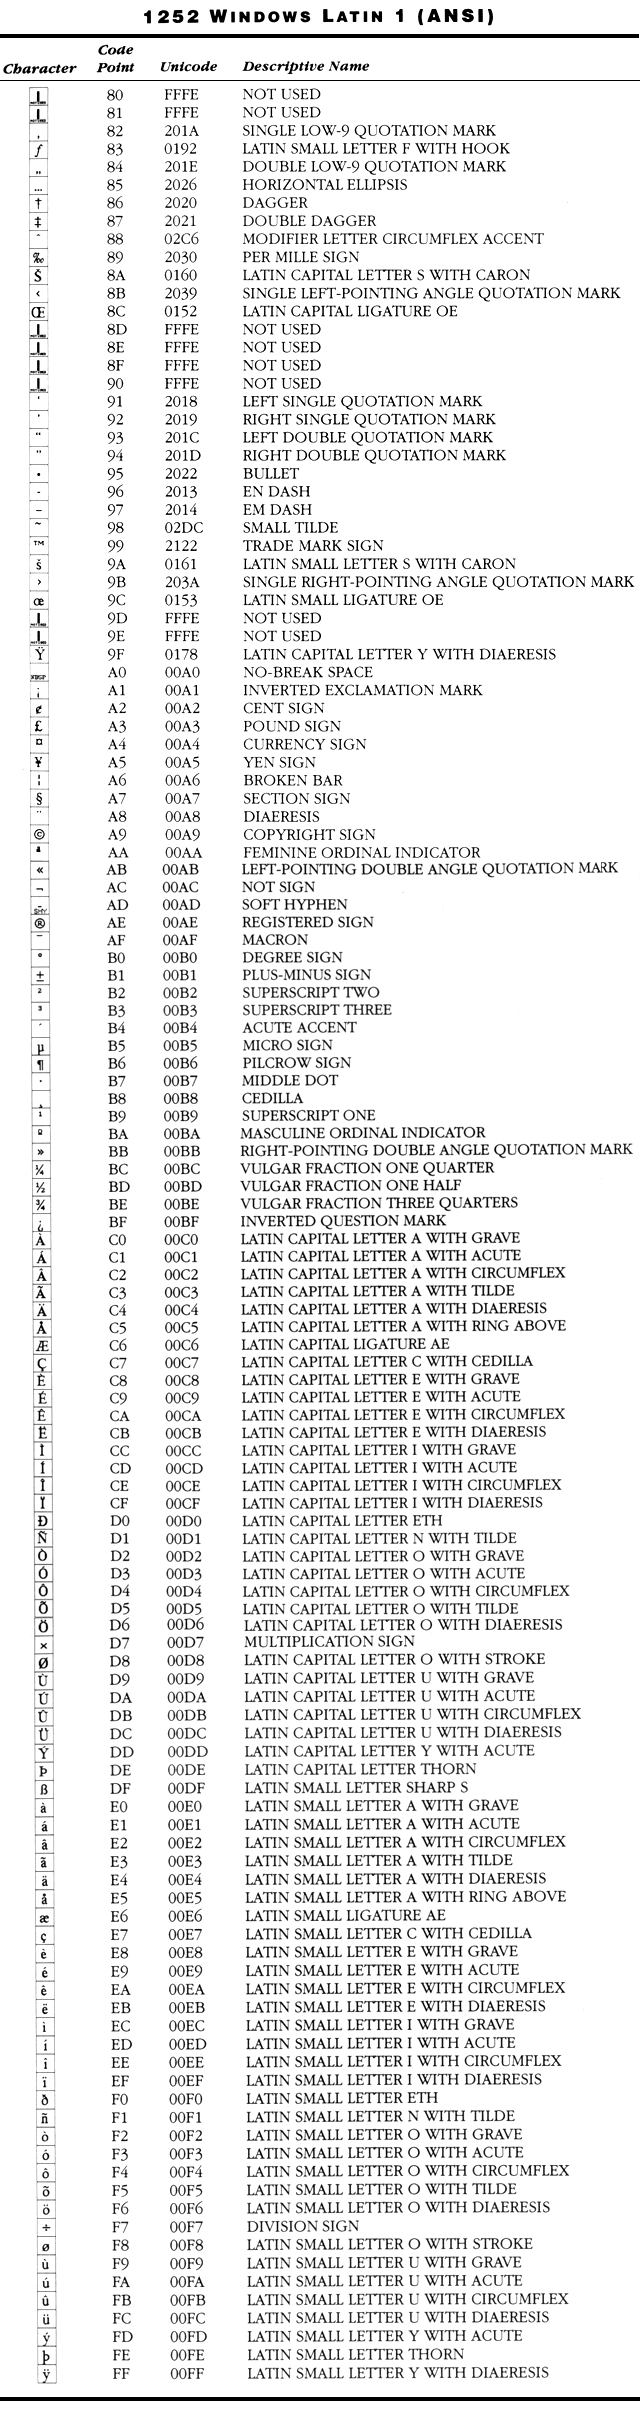 1252 WINDOWS LATIN 1 (ANSI)
Character Code Point Unicode Descriptive Name
80 FFFE NOT USED
81 FFFE NOT USED
‚ 82 201A SINGLE LOW-9 QUOTATION MARK
ƒ 83 0192 LATIN SMALL LETTER F WITH HOOK
„ 84 201E DOUBLE LOW-9 QUOTATION MARK
… 85 2026 HORIZONTAL ELLIPSIS
† 86 2020 DAGGER
‡ 87 2021 DOUBLE DAGGER
ˆ 88 02C6 MODIFIER LETTER CIRCUMFLEX ACCENT
‰ 89 2030 PER MILLE SIGN
Š 8A 0160 LATIN CAPITAL LETTER S WITH CARON
‹ 8B 2039 SINGLE LEFT-POINTING ANGLE QUOTATION MARK
Œ 8C 0152 LATIN CAPITAL LIGATURE OE
8D FFFE NOT USED
8E FFFE NOT USED
8F FFFE NOT USED
90 FFFE NOT USED
‘ 91 2018 LEFT SINGLE QUOTATION MARK
’ 92 2019 RIGHT SINGLE QUOTATION MARK
“ 93 201C LEFT DOUBLE QUOTATION MARK
” 94 201D RIGHT DOUBLE QUOTATION MARK
• 95 2022 BULLET
– 96 2013 EN DASH
— 97 2014 EM DASH
˜ 98 02DC SMALL TILDE
™ 99 2122 TRADE MARK SIGN
š 9A 0161 LATIN SMALL LETTER S WITH CARON
› 9B 203A SINGLE RIGHT-POINTING ANGLE QUOTATION MARK
œ 9C 0153 LATIN SMALL LIGATURE OE
9D FFFE NOT USED
9E FFFE NOT USED
Ÿ 9F 0178 LATIN CAPITAL LETTER Y WITH DIAERESIS
NBSP A0 00A0 NO-BREAK SPACE
¡ A1 00A1 INVERTED EXCLAMATION MARK
¢ A2 00A2 CENT SIGN
£ A3 00A3 POUND SIGN
¤ A4 00A4 CURRENCY SIGN
¥ A5 00A5 YEN SIGN
¦ A6 00A6 BROKEN BAR
§ A7 00A7 SECTION SIGN
¨ A8 00A8 DIAERESIS
© A9 00A9 COPYRIGHT SIGN
ª AA 00AA FEMININE ORDINAL INDICATOR
« AB 00AB LEFT-POINTING DOUBLE ANGLE QUOTATION MARK
¬ AC 00AC NOT SIGN
SHY AD 00AD SOFT HYPHEN
® AE 00AE REGISTERED SIGN
¯ AF 00AF MACRON
° B0 00B0 DEGREE SIGN
± B1 00B1 PLUS-MINUS SIGN
² B2 00B2 SUPERSCRIPT TWO
³ B3 00B3 SUPERSCRIPT THREE
´ B4 00B4 ACUTE ACCENT
µ B5 00B5 MICRO SIGN
¶ B6 00B6 PILCROW SIGN
· B7 00B7 MIDDLE DOT
¸ B8 00B8 CEDILLA
¹ B9 00B9 SUPERSCRIPT ONE
º BA 00BA MASCULINE ORDINAL INDICATOR
» BB 00BB RIGHT-POINTING DOUBLE ANGLE QUOTATION MARK
¼ BC 00BC VULGAR FRACTION ONE QUARTER
½ BD 00BD VULGAR FRACTION ONE HALF
¾ BE 00BE VULGAR FRACTION THREE QUARTERS
¿ BF 00BF INVERTED QUESTION MARK
À C0 00C0 LATIN CAPITAL LETTER A WITH GRAVE
Á C1 00C1 LATIN CAPITAL LETTER A WITH ACUTE
Â C2 00C2 LATIN CAPITAL LETTER A WITH CIRCUMFLEX
Ã C3 00C3 LATIN CAPITAL LETTER A WITH TILDE
Ä C4 00C4 LATIN CAPITAL LETTER A WITH DIAERESIS
Å C5 00C5 LATIN CAPITAL LETTER A WITH RING ABOVE
Æ C6 00C6 LATIN CAPITAL LIGATURE AE
Ç C7 00C7 LATIN CAPITAL LETTER C WITH CEDILLA
È C8 00C8 LATIN CAPITAL LETTER E WITH GRAVE
É C9 00C9 LATIN CAPITAL LETTER E WITH ACUTE
Ê CA 00CA LATIN CAPITAL LETTER E WITH CIRCUMFLEX
Ë CB 00CB LATIN CAPITAL LETTER E WITH DIAERESIS
Ì CC 00CC LATIN CAPITAL LETTER I WITH GRAVE
Í CD 00CD LATIN CAPITAL LETTER I WITH ACUTE
Î CE 00CE LATIN CAPITAL LETTER I WITH CIRCUMFLEX
Ï CF 00CF LATIN CAPITAL LETTER I WITH DIAERESIS
Ð D0 00D0 LATIN CAPITAL LETTER ETH
Ñ D1 00D1 LATIN CAPITAL LETTER N WITH TILDE
Ò D2 00D2 LATIN CAPITAL LETTER O WITH GRAVE
Ó D3 00D3 LATIN CAPITAL LETTER O WITH ACUTE
Ô D4 00D4 LATIN CAPITAL LETTER O WITH CIRCUMFLEX
Õ D5 00D5 LATIN CAPITAL LETTER O WITH TILDE
Ö D6 00D6 LATIN CAPITAL LETTER O WITH DIAERESIS
× D7 00D7 MULTIPLICATION SIGN
Ø D8 00D8 LATIN CAPITAL LETTER O WITH STROKE
Ù D9 00D9 LATIN CAPITAL LETTER U WITH GRAVE
Ú DA 00DA LATIN CAPITAL LETTER U WITH ACUTE
Û DB 00DB LATIN CAPITAL LETTER U WITH CIRCUMFLEX
Ü DC 00DC LATIN CAPITAL LETTER U WITH DIAERESIS
Ý DD 00DD LATIN CAPITAL LETTER Y WITH ACUTE
Þ DE 00DE LATIN CAPITAL LETTER THORN
ß DF 00DF LATIN SMALL LETTER SHARP S
à E0 00E0 LATIN SMALL LETTER A WITH GRAVE
á E1 00E1 LATIN SMALL LETTER A WITH ACUTE
â E2 00E2 LATIN SMALL LETTER A WITH CIRCUMFLEX
ã E3 00E3 LATIN SMALL LETTER A WITH TILDE
ä E4 00E4 LATIN SMALL LETTER A WITH DIAERESIS
å E5 00E5 LATIN SMALL LETTER A WITH RING ABOVE
æ E6 00E6 LATIN SMALL LIGATURE AE
ç E7 00E7 LATIN SMALL LETTER C WITH CEDILLA
è E8 00E8 LATIN SMALL LETTER E WITH GRAVE
é E9 00E9 LATIN SMALL LETTER E WITH ACUTE
ê EA 00EA LATIN SMALL LETTER E WITH CIRCUMFLEX
ë EB 00EB LATIN SMALL LETTER E WITH DIAERESIS
ì EC 00EC LATIN SMALL LETTER I WITH GRAVE
í ED 00ED LATIN SMALL LETTER I WITH ACUTE
î EE 00EE LATIN SMALL LETTER I WITH CIRCUMFLEX
ï EF 00EF LATIN SMALL LETTER I WITH DIAERESIS
ð F0 00F0 LATIN SMALL LETTER ETH
ñ F1 00F1 LATIN SMALL LETTER N WITH TILDE
ò F2 00F2 LATIN SMALL LETTER O WITH GRAVE
ó F3 00F3 LATIN SMALL LETTER O WITH ACUTE
ô F4 00F4 LATIN SMALL LETTER O WITH CIRCUMFLEX
õ F5 00F5 LATIN SMALL LETTER O WITH TILDE
ö F6 00F6 LATIN SMALL LETTER O WITH DIAERESIS
÷ F7 00F7 DIVISION SIGN
ø F8 00F8 LATIN SMALL LETTER O WITH STROKE
ù F9 00F9 LATIN SMALL LETTER U WITH GRAVE
ú FA 00FA LATIN SMALL LETTER U WITH ACUTE
û FB 00FB LATIN SMALL LETTER U WITH CIRCUMFLEX
ü FC 00FC LATIN SMALL LETTER U WITH DIAERESIS
ý FD 00FD LATIN SMALL LETTER Y WITH ACUTE
þ FE 00FE LATIN SMALL LETTER THORN
ÿ FF 00FF LATIN SMALL LETTER Y WITH DIAERESIS